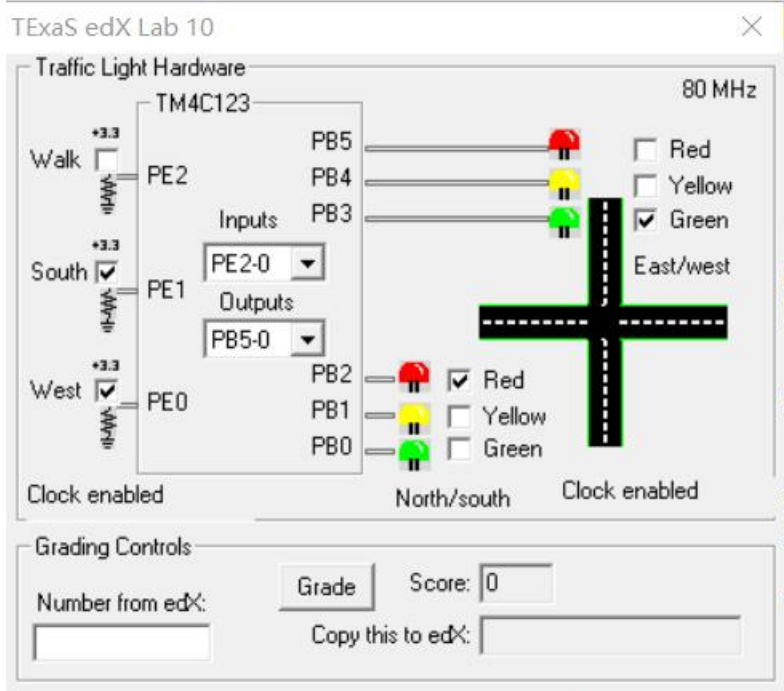 TExaS edX Lab 10
Traffic Light Hardware
80 MHz
TM4C123
+3.3
Walk
PE2
PB5
Red
PB4
Yellow
Inputs
PB3
Green
PE2-0
East/west
+3.3
South
PE1
Outputs
PB5-0
+3.3
West
PE0
PB2
Red
PB1
Yellow
PB0
Green
Clock enabled
North/south
Clock enabled
Grading Controls
Number from edX:
Grade
Score: 0
Copy this to edX: